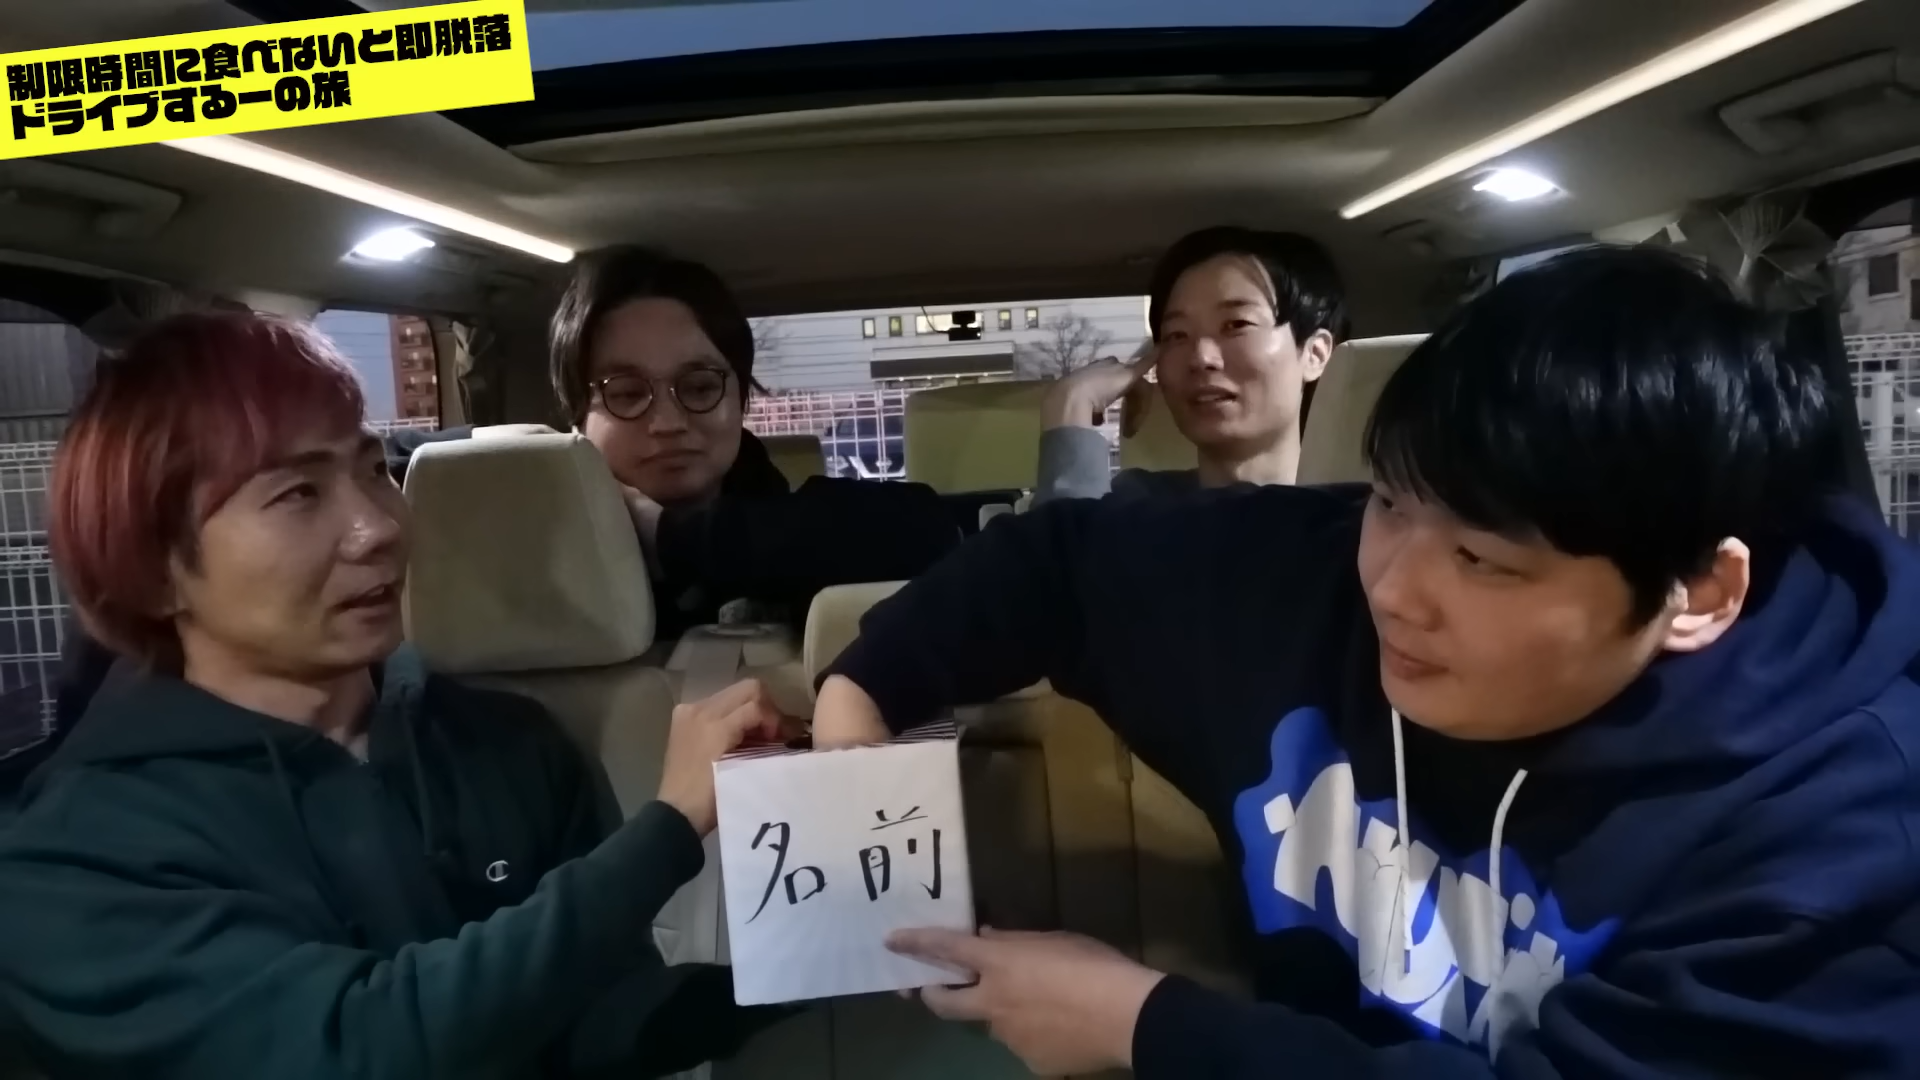 制限時間に食べないと即脱落
ドライブするーの旅
名前